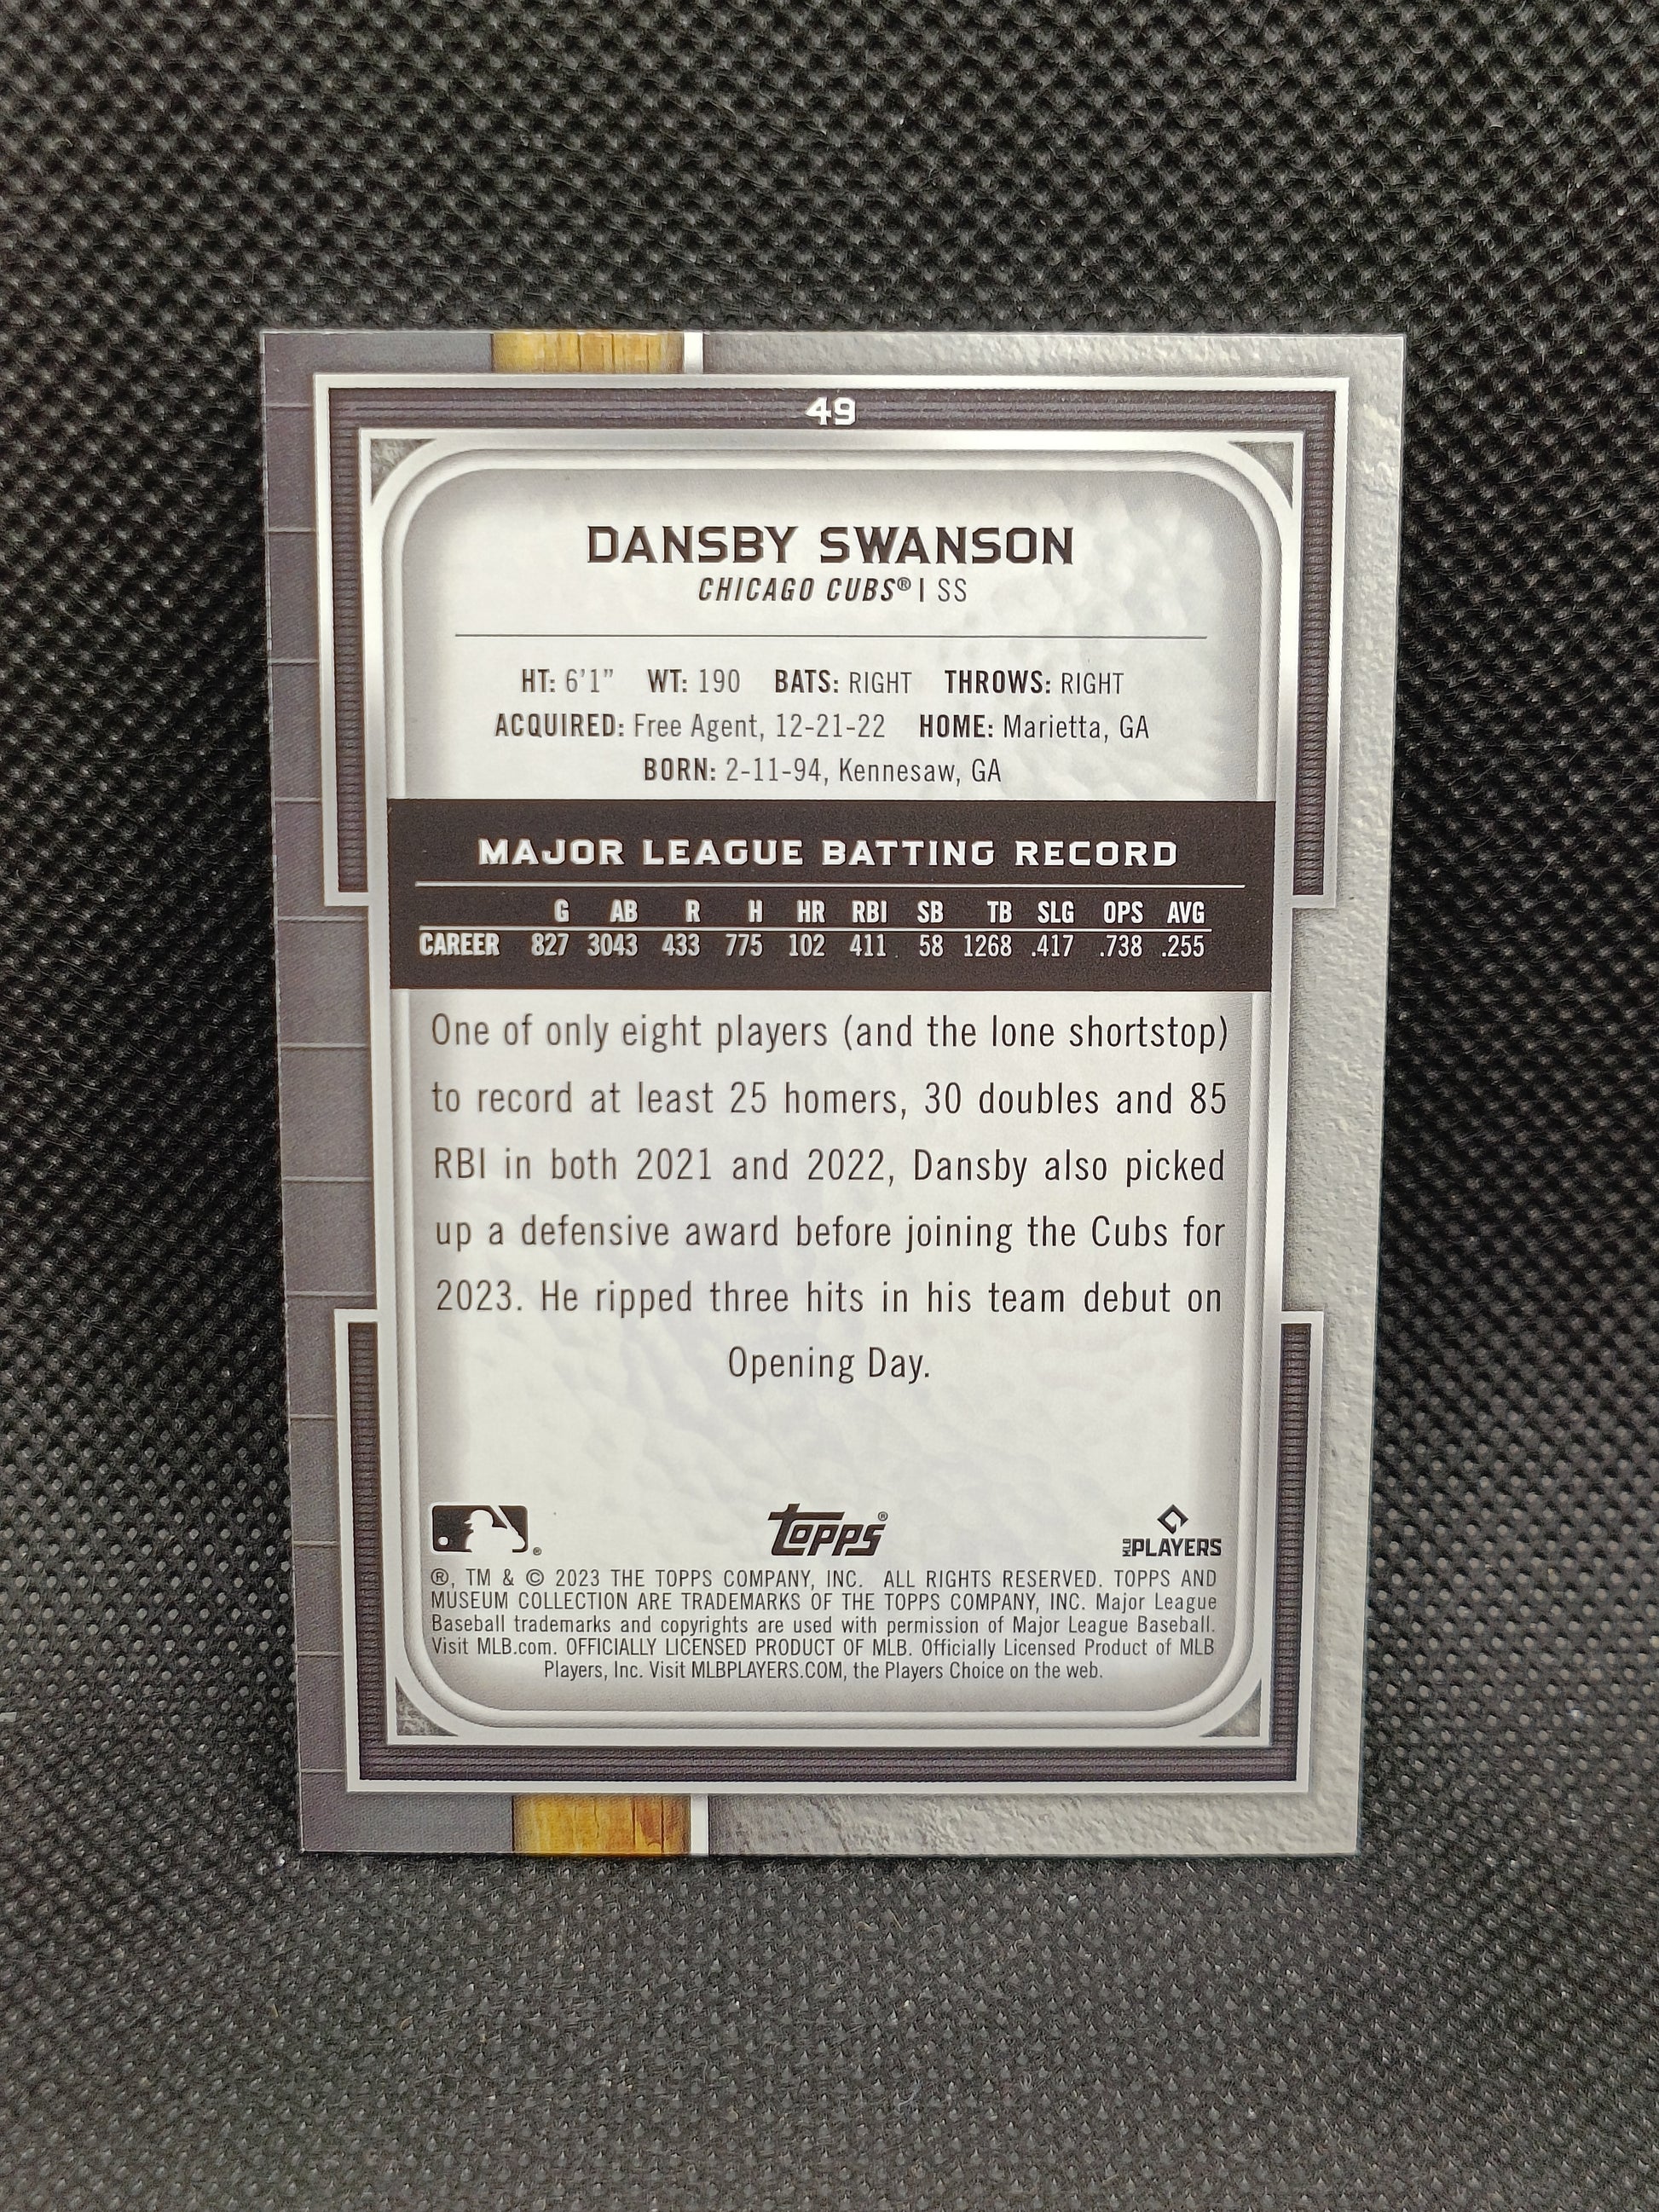 49
DANSBY SWANSON
CHICAGO CUBS® | SS
HT: 6'1" WT: 190 BATS: RIGHT THROWS: RIGHT
ACQUIRED: Free Agent, 12-21-22 HOME: Marietta, GA
BORN: 2-11-94, Kennesaw, GA
MAJOR LEAGUE BATTING RECORD
G AB R H HR RBI SB TB SLG OPS AVG
CAREER 827 3043 433 775 102 411 58 1268 .417 .738 .255
One of only eight players (and the lone shortstop)
to record at least 25 homers, 30 doubles and 85
RBI in both 2021 and 2022, Dansby also picked
up a defensive award before joining the Cubs for
2023. He ripped three hits in his team debut on
Opening Day.
® topps® MLB PLAYERS
®, TM & © 2023 THE TOPPS COMPANY, INC. ALL RIGHTS RESERVED. TOPPS AND
MUSEUM COLLECTION ARE TRADEMARKS OF THE TOPPS COMPANY, INC. Major League
Baseball trademarks and copyrights are used with permission of Major League Baseball.
Visit MLB.com. OFFICIALLY LICENSED PRODUCT OF MLB. Officially Licensed Product of MLB
Players, Inc. Visit MLBPLAYERS.COM, the Players Choice on the web.